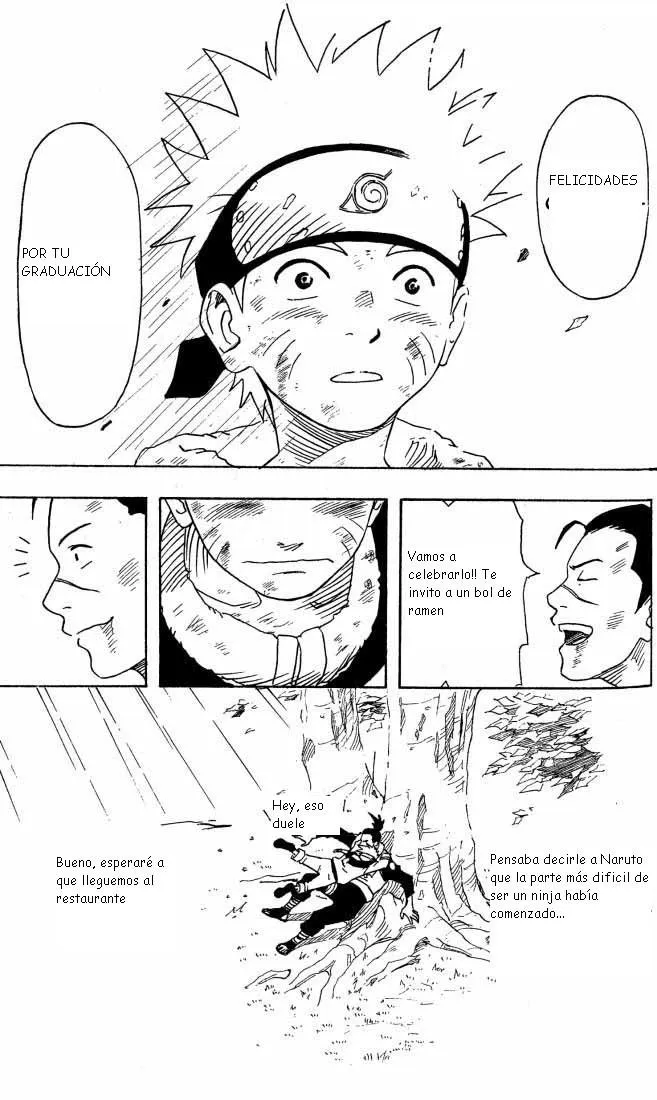 FELICIDADES
POR TU
GRADUACIÓN
Vamos a
celebrarlo!! Te
invito a un bol de
ramen
Hey, eso
duele
Pensaba decirle a Naruto
que la parte más dificil de
ser un ninja había
comenzado...
Bueno, esperaré a
que lleguemos al
restaurante